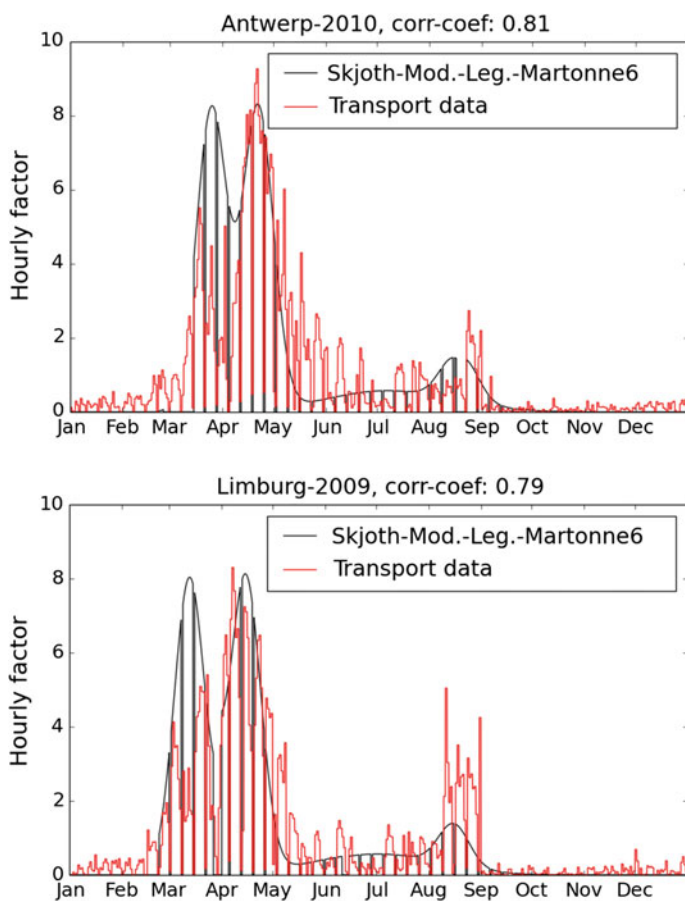 Antwerp-2010, corr-coef: 0.81
10
8
6
4
2
0
Hourly factor
Skjoth-Mod.-Leg.-Martonne6
Transport data
Jan Feb Mar Apr May Jun Jul Aug Sep Oct Nov Dec
Limburg-2009, corr-coef: 0.79
10
8
6
4
2
0
Hourly factor
Skjoth-Mod.-Leg.-Martonne6
Transport data
Jan Feb Mar Apr May Jun Jul Aug Sep Oct Nov Dec